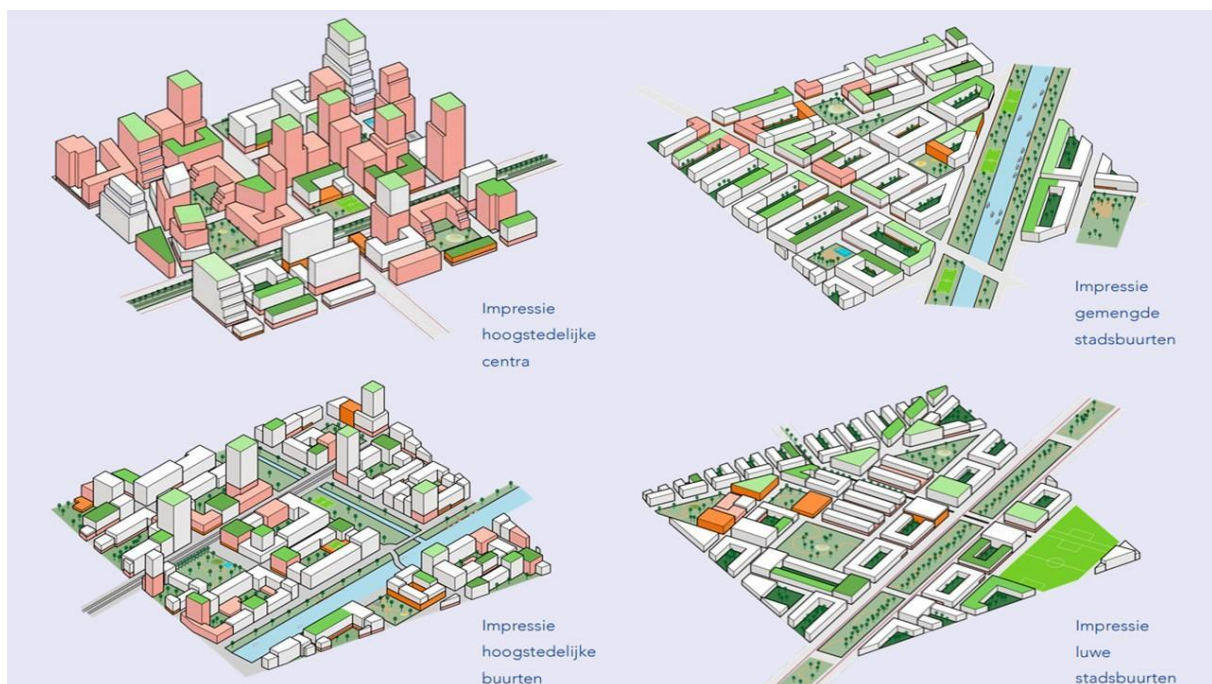 Impressie
hoogstedelijke
centra
Impressie
gemengde
stadsbuurten
Impressie
hoogstedelijke
buurten
Impressie
luwe
stadsbuurten